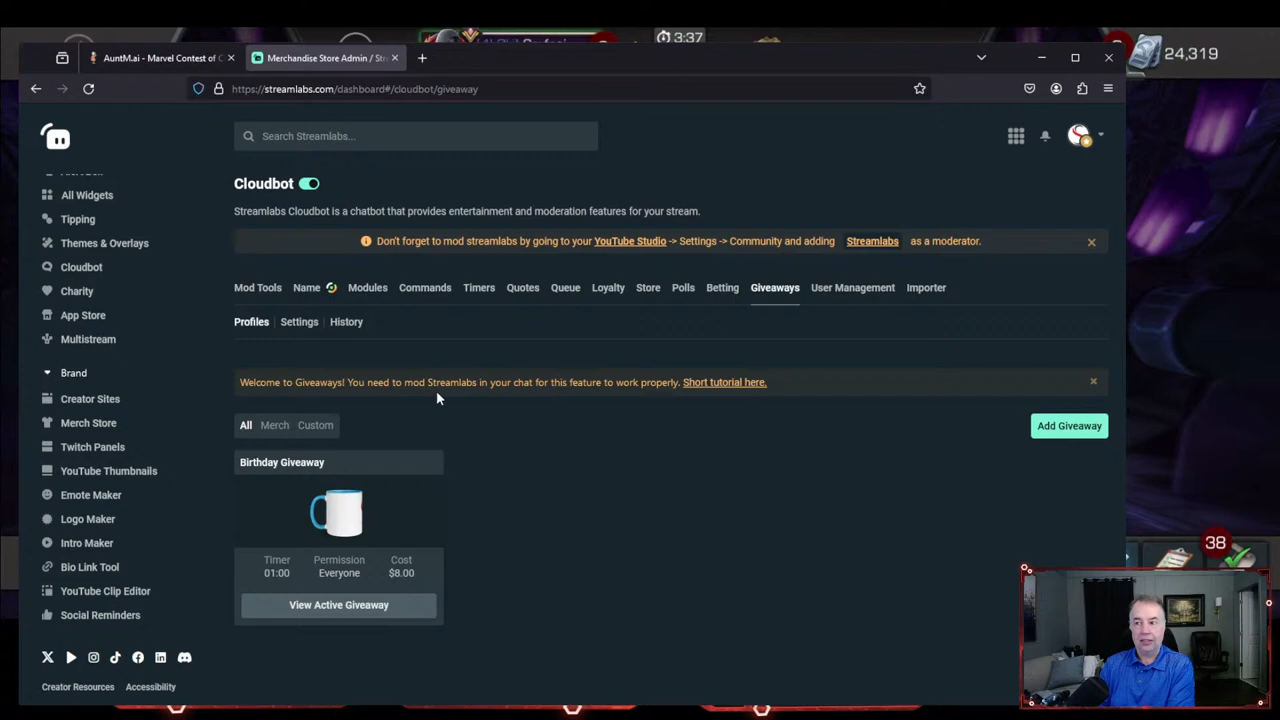 3:37
24,319
AuntM.ai - Marvel Contest of C
Merchandise Store Admin / Stre
https://streamlabs.com/dashboard#/cloudbot/giveaway
Search Streamlabs...
All Widgets
Tipping
Themes & Overlays
Cloudbot
Charity
App Store
Multistream
Brand
Creator Sites
Merch Store
Twitch Panels
YouTube Thumbnails
Emote Maker
Logo Maker
Intro Maker
Bio Link Tool
YouTube Clip Editor
Social Reminders
Creator Resources Accessibility
Cloudbot
Streamlabs Cloudbot is a chatbot that provides entertainment and moderation features for your stream.
Don't forget to mod streamlabs by going to your YouTube Studio -> Settings -> Community and adding Streamlabs as a moderator.
Mod Tools Name Modules Commands Timers Quotes Queue Loyalty Store Polls Betting Giveaways User Management Importer
Profiles Settings History
Welcome to Giveaways! You need to mod Streamlabs in your chat for this feature to work properly. Short tutorial here.
All Merch Custom
Add Giveaway
Birthday Giveaway
Timer Permission Cost
01:00 Everyone $8.00
View Active Giveaway
38